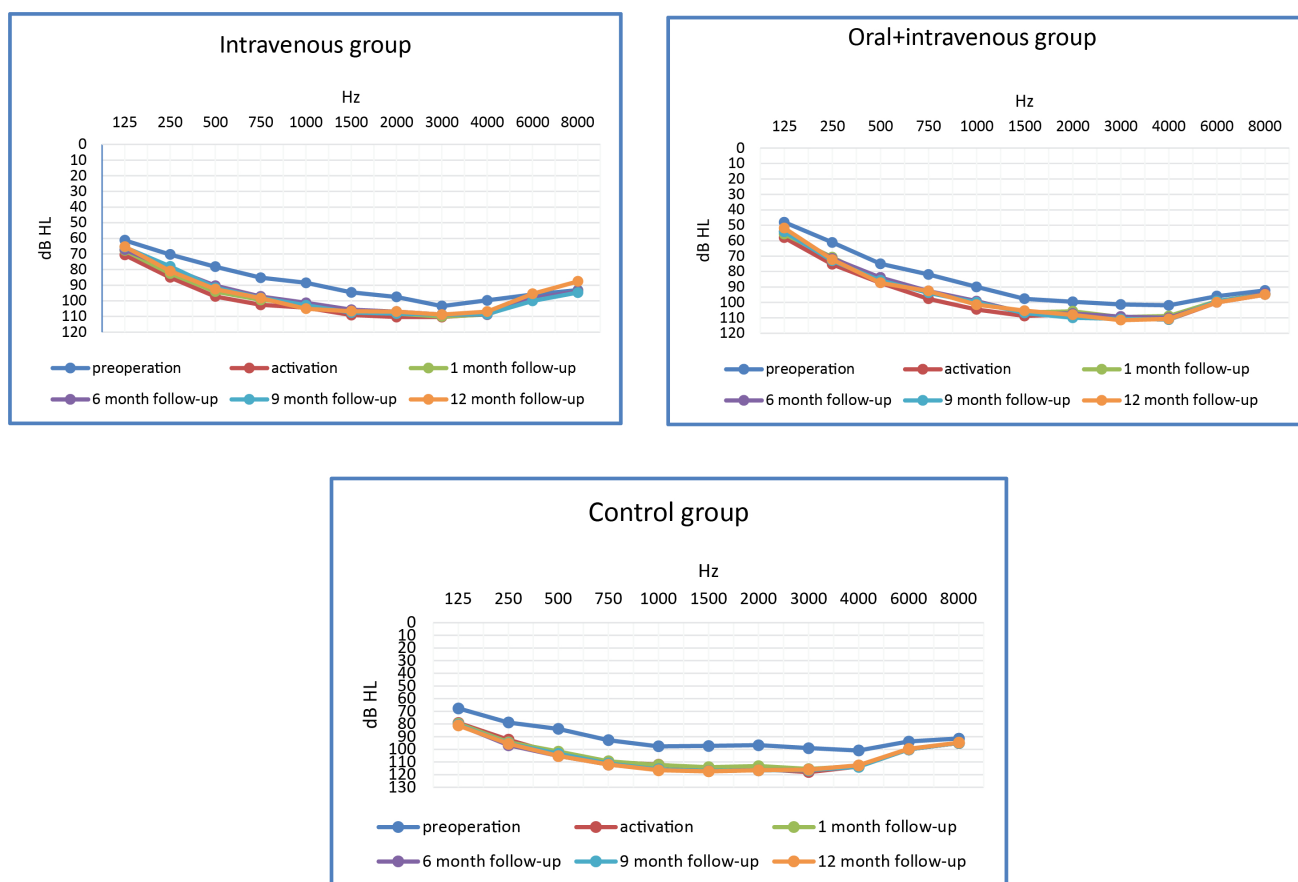 Intravenous group
Hz
125 250 500 750 1000 1500 2000 3000 4000 6000 8000
0
10
20
30
40
50
60
70
80
90
100
110
120
dB HL
preoperation activation 1 month follow-up
6 month follow-up 9 month follow-up 12 month follow-up
Oral+intravenous group
Hz
125 250 500 750 1000 1500 2000 3000 4000 6000 8000
0
10
20
30
40
50
60
70
80
90
100
110
120
dB HL
preoperation activation 1 month follow-up
6 month follow-up 9 month follow-up 12 month follow-up
Control group
Hz
125 250 500 750 1000 1500 2000 3000 4000 6000 8000
0
10
20
30
40
50
60
70
80
90
100
110
120
130
dB HL
preoperation activation 1 month follow-up
6 month follow-up 9 month follow-up 12 month follow-up